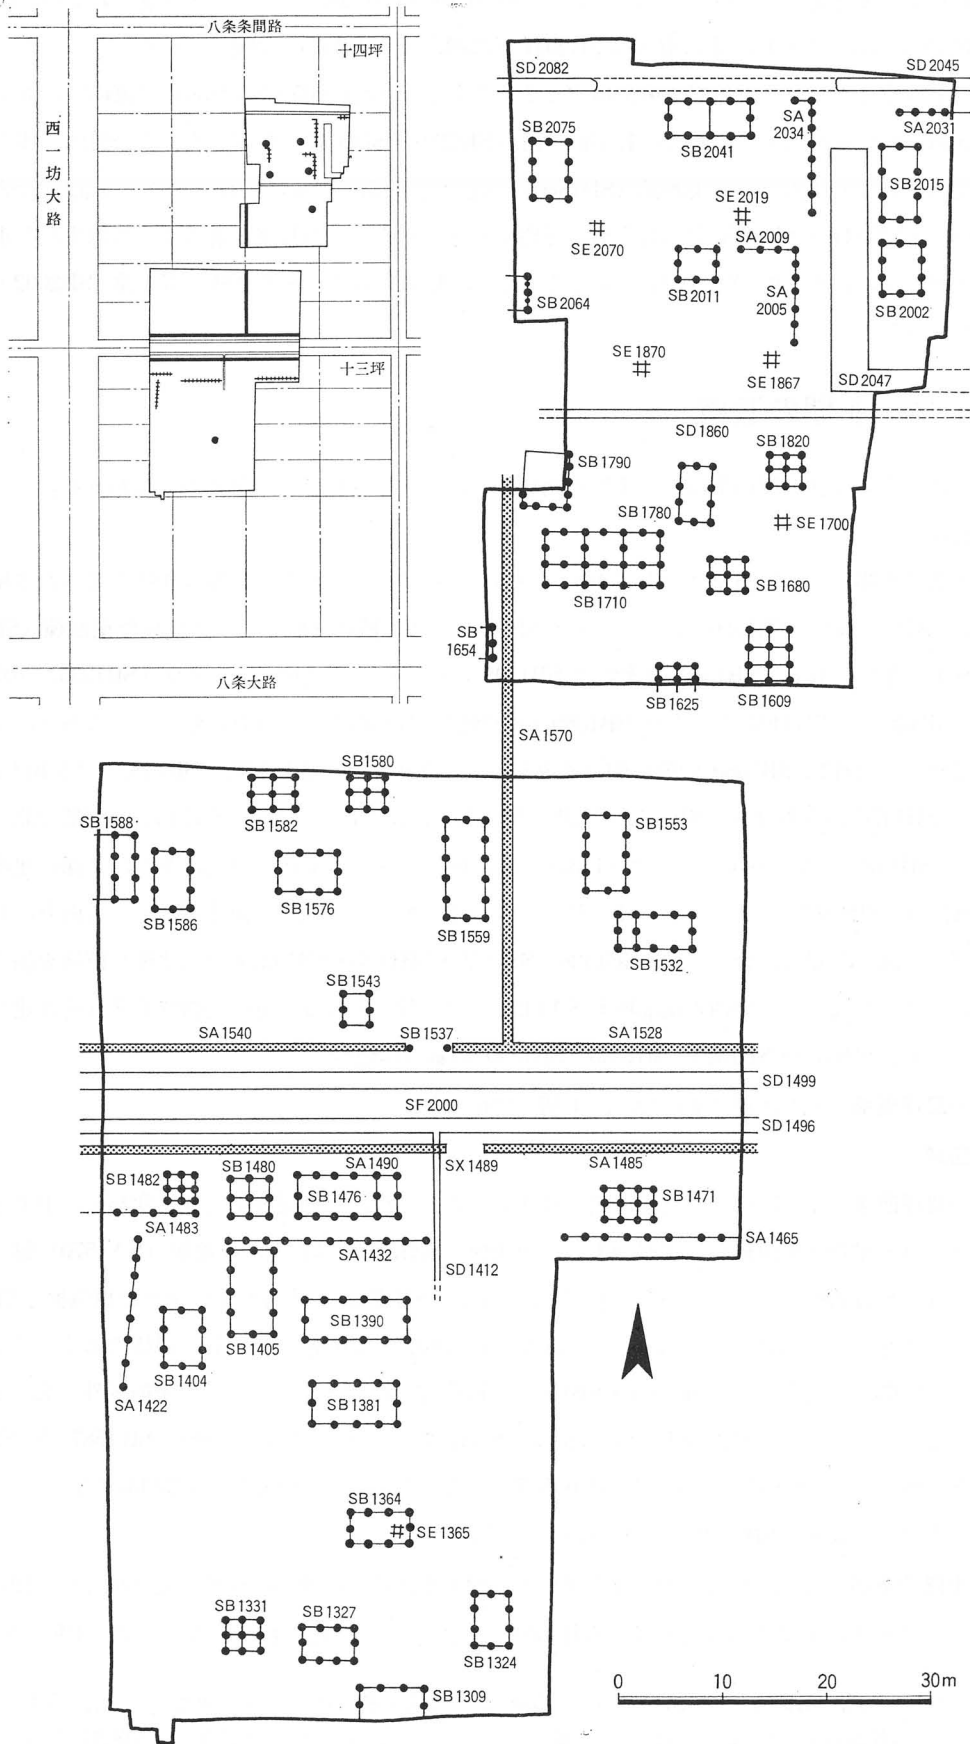 八条条間路
十四坪
西一坊大路
十三坪
八条大路
SD 2082
SD 2045
SB 2075
SB 2041
SA
2034
SA 2031
SB 2015
SE 2019
SE 2070
SA 2009
SB 2011
SA
2005
SB 2064
SB 2002
SE 1870
SE 1867
SD 2047
SD 1860
SB 1820
SB 1790
SB 1780
SE 1700
SB 1710
SB 1680
SB
1654
SB 1625
SB 1609
SA 1570
SB 1580
SB 1582
SB 1588
SB 1553
SB 1576
SB 1586
SB 1559
SB 1532
SB 1543
SA 1540
SB 1537
SA 1528
SD 1499
SF 2000
SD 1496
SB 1482
SB 1480
SA 1490
SX 1489
SA 1485
SB 1476
SB 1471
SA 1483
SA 1432
SA 1465
SD 1412
SB 1390
SB 1405
SB 1404
SA 1422
SB 1381
SB 1364
SE 1365
SB 1331
SB 1327
SB 1324
SB 1309
0 10 20 30m